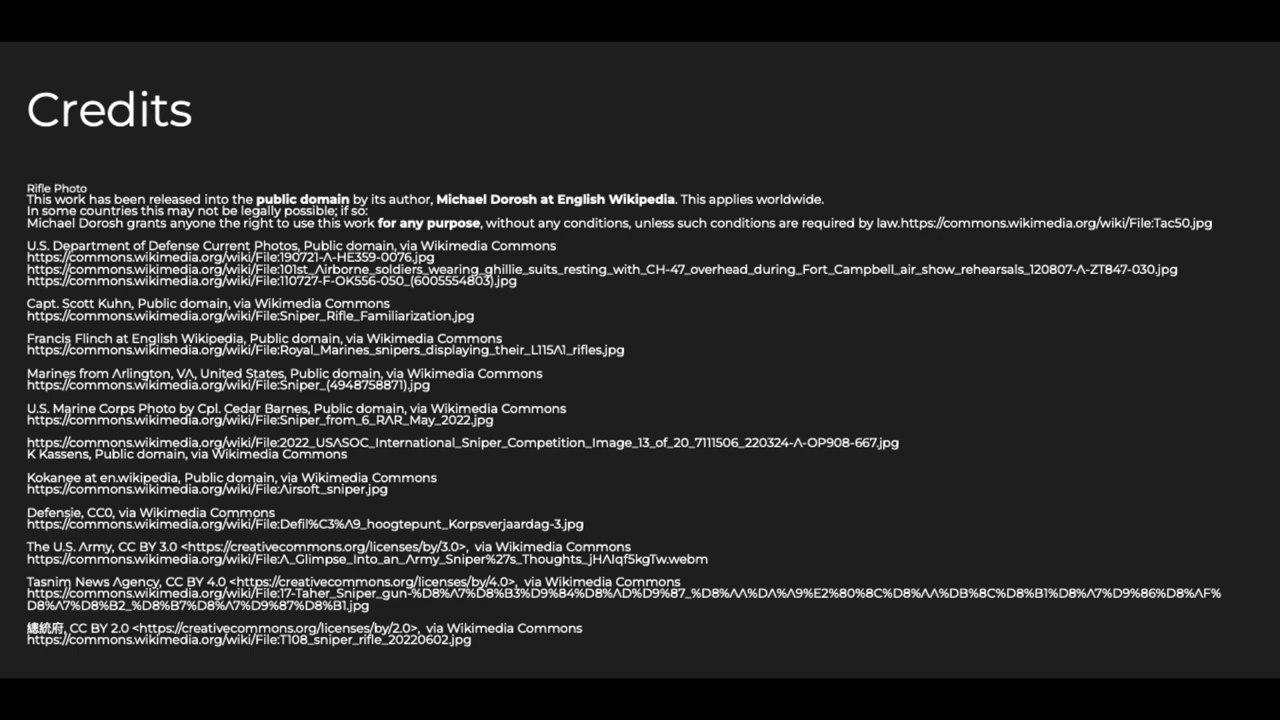 Credits
Rifle Photo
This work has been released into the public domain by its author, Michael Dorosh at English Wikipedia. This applies worldwide.
In some countries this may not be legally possible; if so:
Michael Dorosh grants anyone the right to use this work for any purpose, without any conditions, unless such conditions are required by law.https://commons.wikimedia.org/wiki/File:Tac50.jpg
U.S. Department of Defense Current Photos, Public domain, via Wikimedia Commons
https://commons.wikimedia.org/wiki/File:190721-A-HE359-0076.jpg
https://commons.wikimedia.org/wiki/File:101st_Airborne_soldiers_wearing_ghillie_suits_resting_with_CH-47_overhead_during_Fort_Campbell_air_show_rehearsals_120807-A-ZT847-030.jpg
https://commons.wikimedia.org/wiki/File:110727-F-OK556-050_(6005554803).jpg
Capt. Scott Kuhn, Public domain, via Wikimedia Commons
https://commons.wikimedia.org/wiki/File:Sniper_Rifle_Familiarization.jpg
Francis Flinch at English Wikipedia, Public domain, via Wikimedia Commons
https://commons.wikimedia.org/wiki/File:Royal_Marines_snipers_displaying_their_L115A1_rifles.jpg
Marines from Arlington, VA, United States, Public domain, via Wikimedia Commons
https://commons.wikimedia.org/wiki/File:Sniper_(4948758871).jpg
U.S. Marine Corps Photo by Cpl. Cedar Barnes, Public domain, via Wikimedia Commons
https://commons.wikimedia.org/wiki/File:Sniper_from_6_RAR_May_2022.jpg
https://commons.wikimedia.org/wiki/File:2022_USASOC_International_Sniper_Competition_Image_13_of_20_7111506_220324-A-OP908-667.jpg
K Kassens, Public domain, via Wikimedia Commons
Kokanee at en.wikipedia, Public domain, via Wikimedia Commons
https://commons.wikimedia.org/wiki/File:Airsoft_sniper.jpg
Defensie, CC0, via Wikimedia Commons
https://commons.wikimedia.org/wiki/File:Defil%C3%A9_hoogtepunt_Korpsverjaardag-3.jpg
The U.S. Army, CC BY 3.0 <https://creativecommons.org/licenses/by/3.0>, via Wikimedia Commons
https://commons.wikimedia.org/wiki/File:A_Glimpse_Into_an_Army_Sniper%27s_Thoughts_jHAIqf5kgTw.webm
Tasnim News Agency, CC BY 4.0 <https://creativecommons.org/licenses/by/4.0>, via Wikimedia Commons
https://commons.wikimedia.org/wiki/File:17-Taher_Sniper_gun-%D8%A7%D8%B3%D9%84%D8%AD%D9%87_%D8%AA%DA%A9%E2%80%8C%D8%AA%DB%8C%D8%B1%D8%A7%D9%86%D8%AF%
D8%A7%D8%B2_%D8%B7%D8%A7%D9%87%D8%B1.jpg
總統府, CC BY 2.0 <https://creativecommons.org/licenses/by/2.0>, via Wikimedia Commons
https://commons.wikimedia.org/wiki/File:T108_sniper_rifle_20220602.jpg